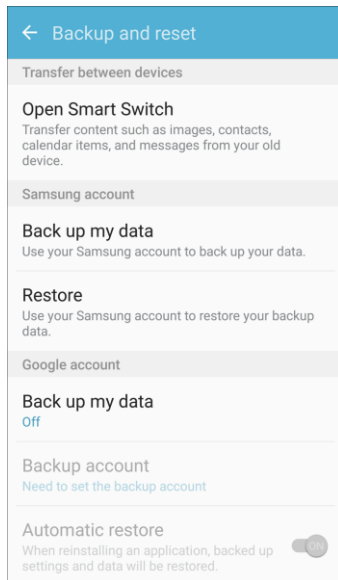 Backup and reset
Transfer between devices
Open Smart Switch
Transfer content such as images, contacts,
calendar items, and messages from your old
device.
Samsung account
Back up my data
Use your Samsung account to back up your data.
Restore
Use your Samsung account to restore your backup
data.
Google account
Back up my data
Off
Backup account
Need to set the backup account
Automatic restore
ON
When reinstalling an application, backed up
settings and data will be restored.